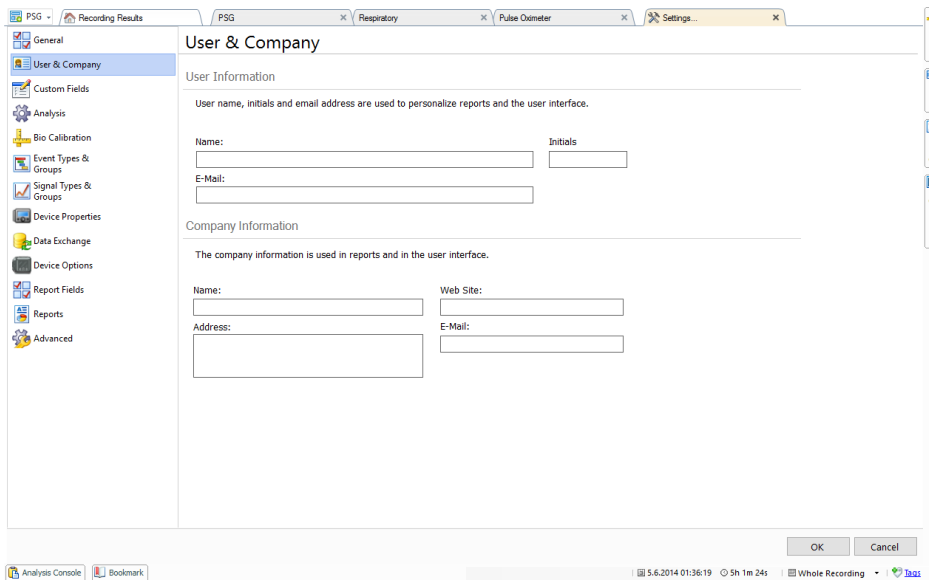 PSG
Recording Results
PSG
Respiratory
Pulse Oximeter
Settings...
General
User & Company
Custom Fields
Analysis
Bio Calibration
Event Types &
Groups
Signal Types &
Groups
Device Properties
Data Exchange
Device Options
Report Fields
Reports
Advanced
User & Company
User Information
User name, initials and email address are used to personalize reports and the user interface.
Name:
Initials
E-Mail:
Company Information
The company information is used in reports and in the user interface.
Name:
Web Site:
Address:
E-Mail:
OK
Cancel
Analysis Console
Bookmark
5.6.2014 01:36:19
5h 1m 24s
Whole Recording
Tags